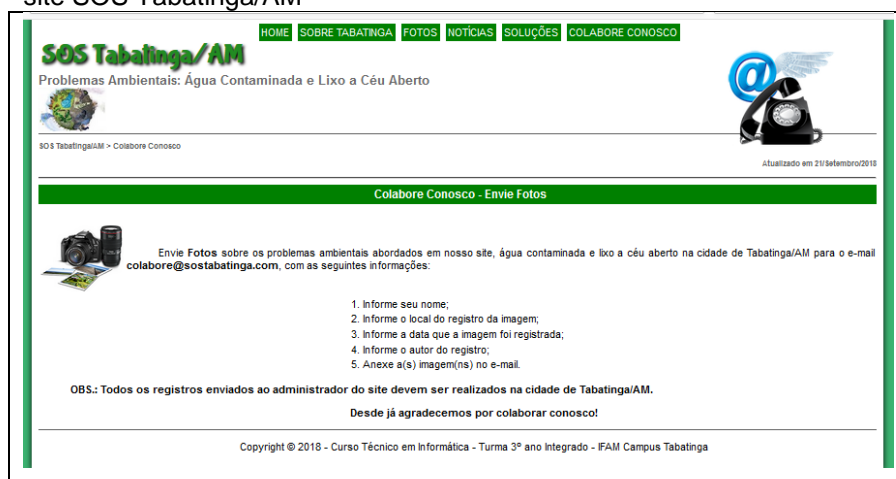 site SOS Tabatinga/AM
HOME SOBRE TABATINGA FOTOS NOTÍCIAS SOLUÇÕES COLABORE CONOSCO
SOS Tabatinga/AM
Problemas Ambientais: Água Contaminada e Lixo a Céu Aberto
SOS Tabatinga/AM > Colabore Conosco
Atualizado em 21/Setembro/2018
Colabore Conosco - Envie Fotos
Envie Fotos sobre os problemas ambientais abordados em nosso site, água contaminada e lixo a céu aberto na cidade de Tabatinga/AM para o e-mail
colabore@sostabatinga.com, com as seguintes informações:
1. Informe seu nome;
2. Informe o local do registro da imagem;
3. Informe a data que a imagem foi registrada;
4. Informe o autor do registro;
5. Anexe a(s) imagem(ns) no e-mail.
OBS.: Todos os registros enviados ao administrador do site devem ser realizados na cidade de Tabatinga/AM.
Desde já agradecemos por colaborar conosco!
Copyright © 2018 - Curso Técnico em Informática - Turma 3º ano Integrado - IFAM Campus Tabatinga